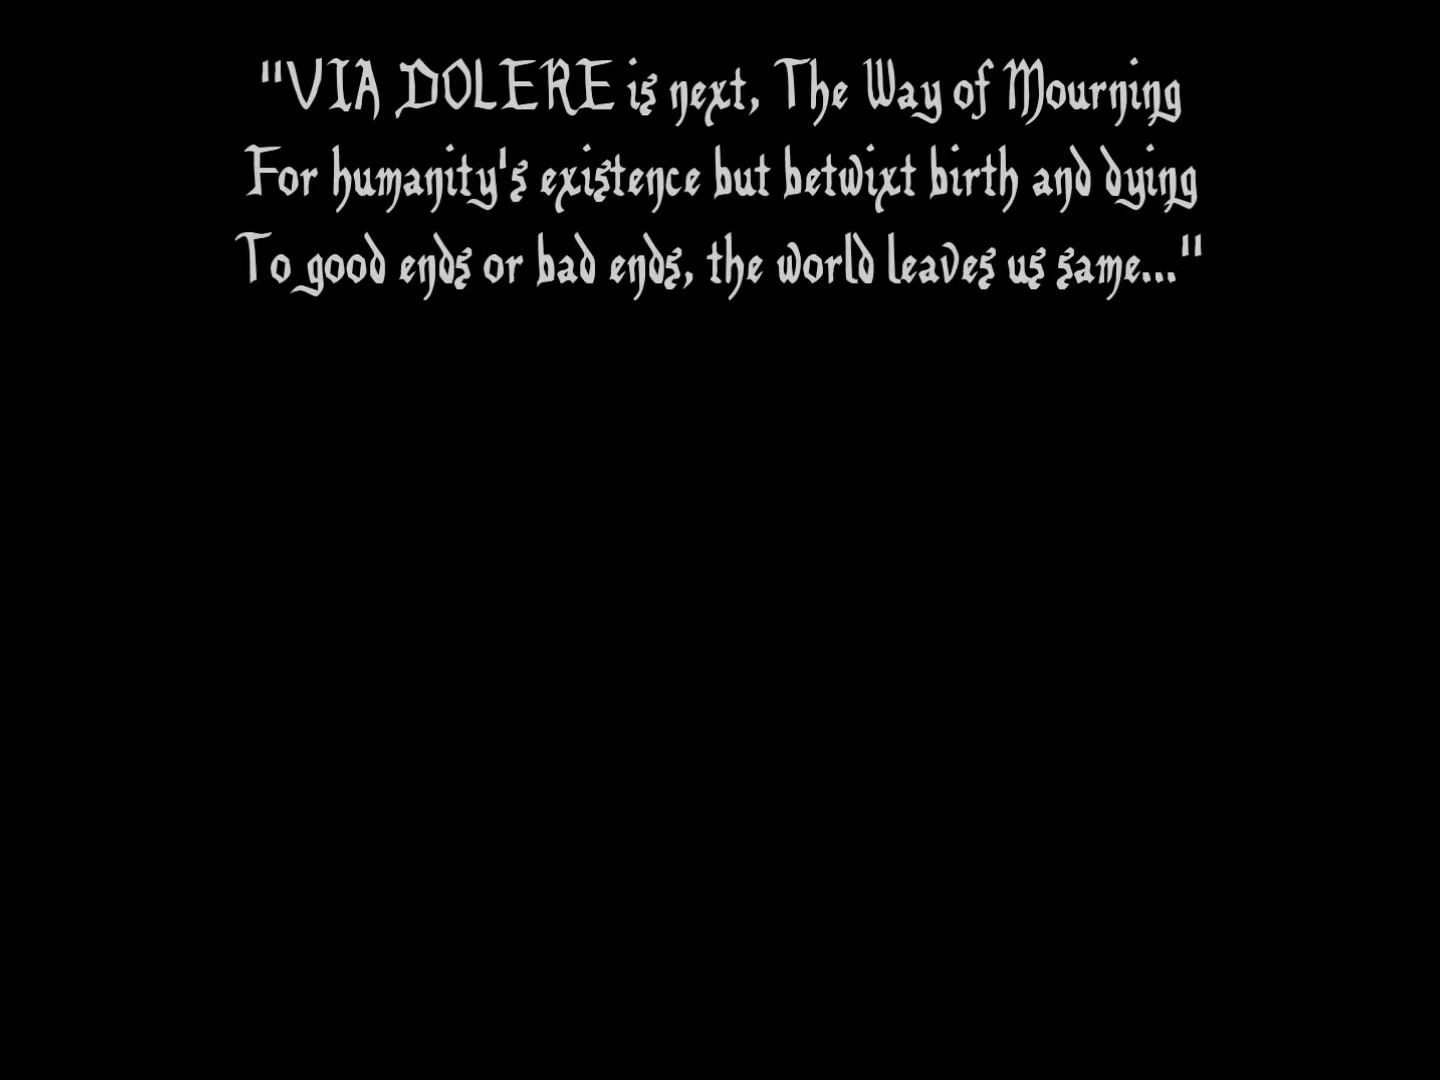 "VIA DOLERE is next, The Way of Mourning
For humanity's existence but betwixt birth and dying
To good ends or bad ends, the world leaves us same..."